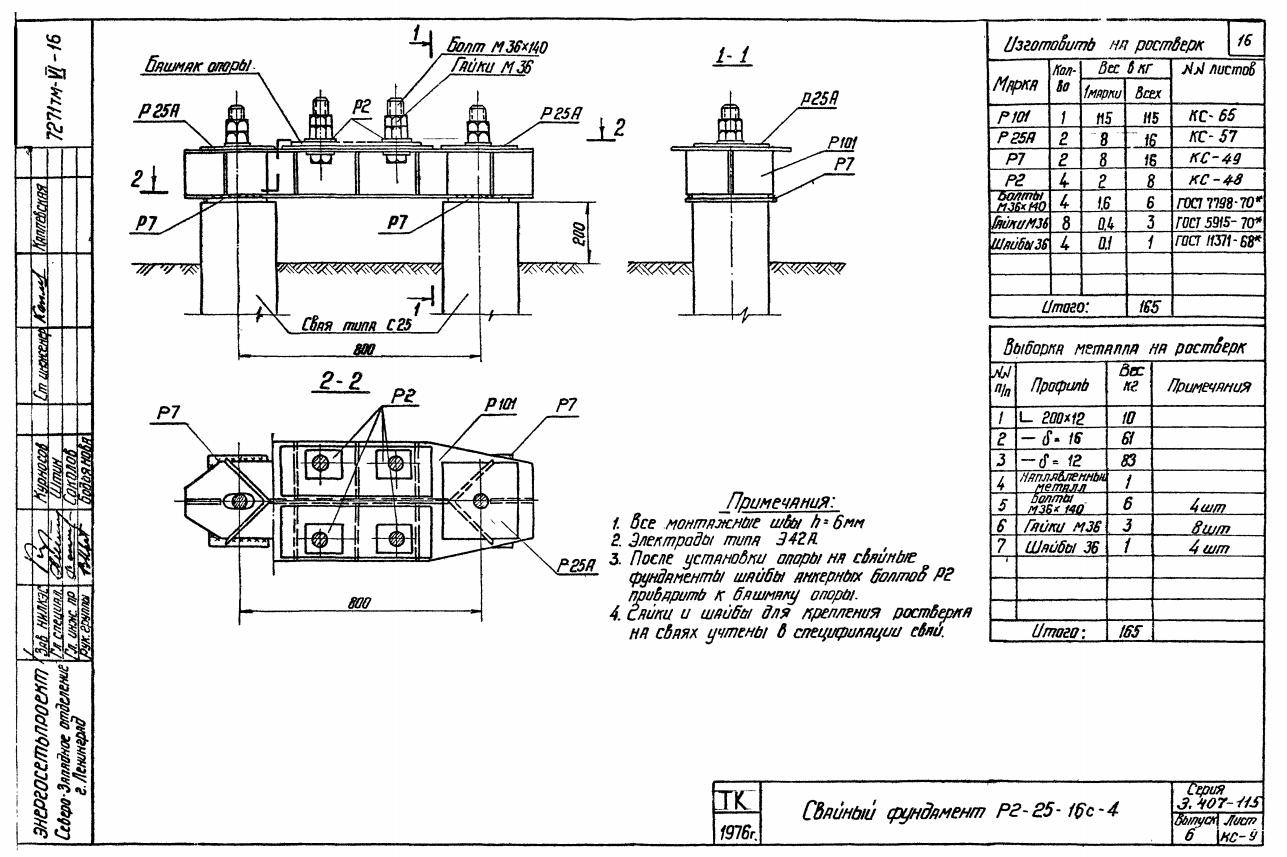 7271тм-VI-16
1
Болт М36×140
Гайки М36
Башмак опоры
Р2
Р25А
Р25А
2
2
Р7
Р7
200
1
Свая типа С25
800
1-1
Р25А
Р101
Р7
2-2
Р7
Р2
Р101
Р7
Р25А
800
Изготовить на ростверк 16
Марка Кол-во Вес в кг NN листов
1марки Всех
Р101 1 115 115 КС-65
Р25А 2 8 16 КС-57
Р7 2 8 16 КС-49
Р2 4 2 8 КС-48
Болты М36×140 4 1,6 6 ГОСТ 7798-70*
Гайки М36 8 0,4 3 ГОСТ 5915-70*
Шайбы 36 4 0,1 1 ГОСТ 11371-68*
Итого: 165
Выборка металла на ростверк
NN п/п Профиль Вес кг Примечания
1 ∟ 200×12 10
2 — δ = 16 61
3 — δ = 12 83
4 Наплавленный металл 1
5 Болты М36×140 6 4шт
6 Гайки М36 3 8шт
7 Шайбы 36 1 4шт
Итого: 165
Примечания:
1. Все монтажные швы h=6мм
2. Электроды типа Э42А.
3. После установки опоры на свайные
фундаменты шайбы анкерных болтов Р2
приварить к башмаку опоры.
4. Гайки и шайбы для крепления ростверка
на сваях учтены в спецификации свай.
Энергосетьпроект
Северо-Западное отделение
г. Ленинград
Зав. НИЛКЭС Курносов
Гл. специал. Штин
Гл. инж. пр. Соколов
Рук. группы
Ст. инженер Каплевская
ТК
1976г.
Свайный фундамент Р2-25-16с-4
Серия
3.407-115
Выпуск Лист
6 КС-9